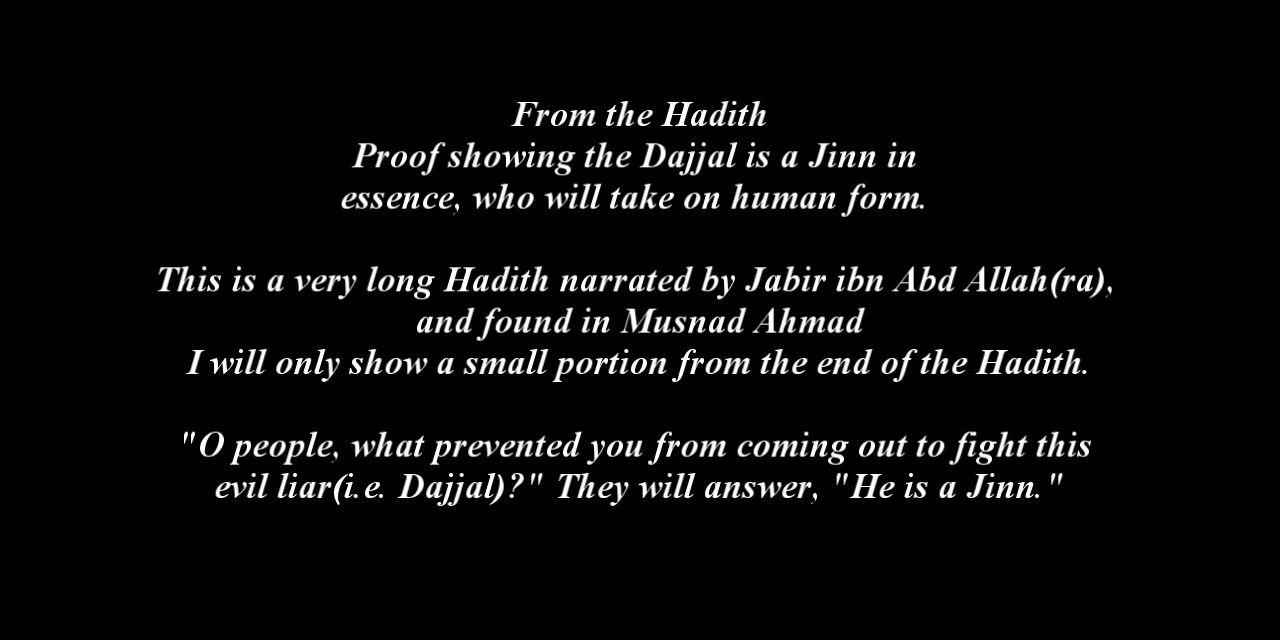 From the Hadith
Proof showing the Dajjal is a Jinn in
essence, who will take on human form.
This is a very long Hadith narrated by Jabir ibn Abd Allah(ra),
and found in Musnad Ahmad
I will only show a small portion from the end of the Hadith.
"O people, what prevented you from coming out to fight this
evil liar(i.e. Dajjal)?" They will answer, "He is a Jinn."